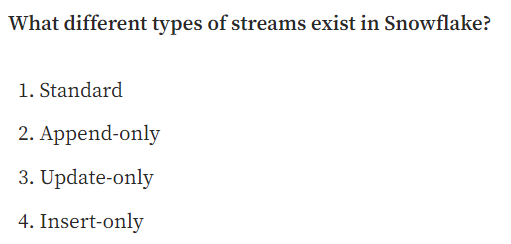 What different types of streams exist in Snowflake?
1. Standard
2. Append-only
3. Update-only
4. Insert-only